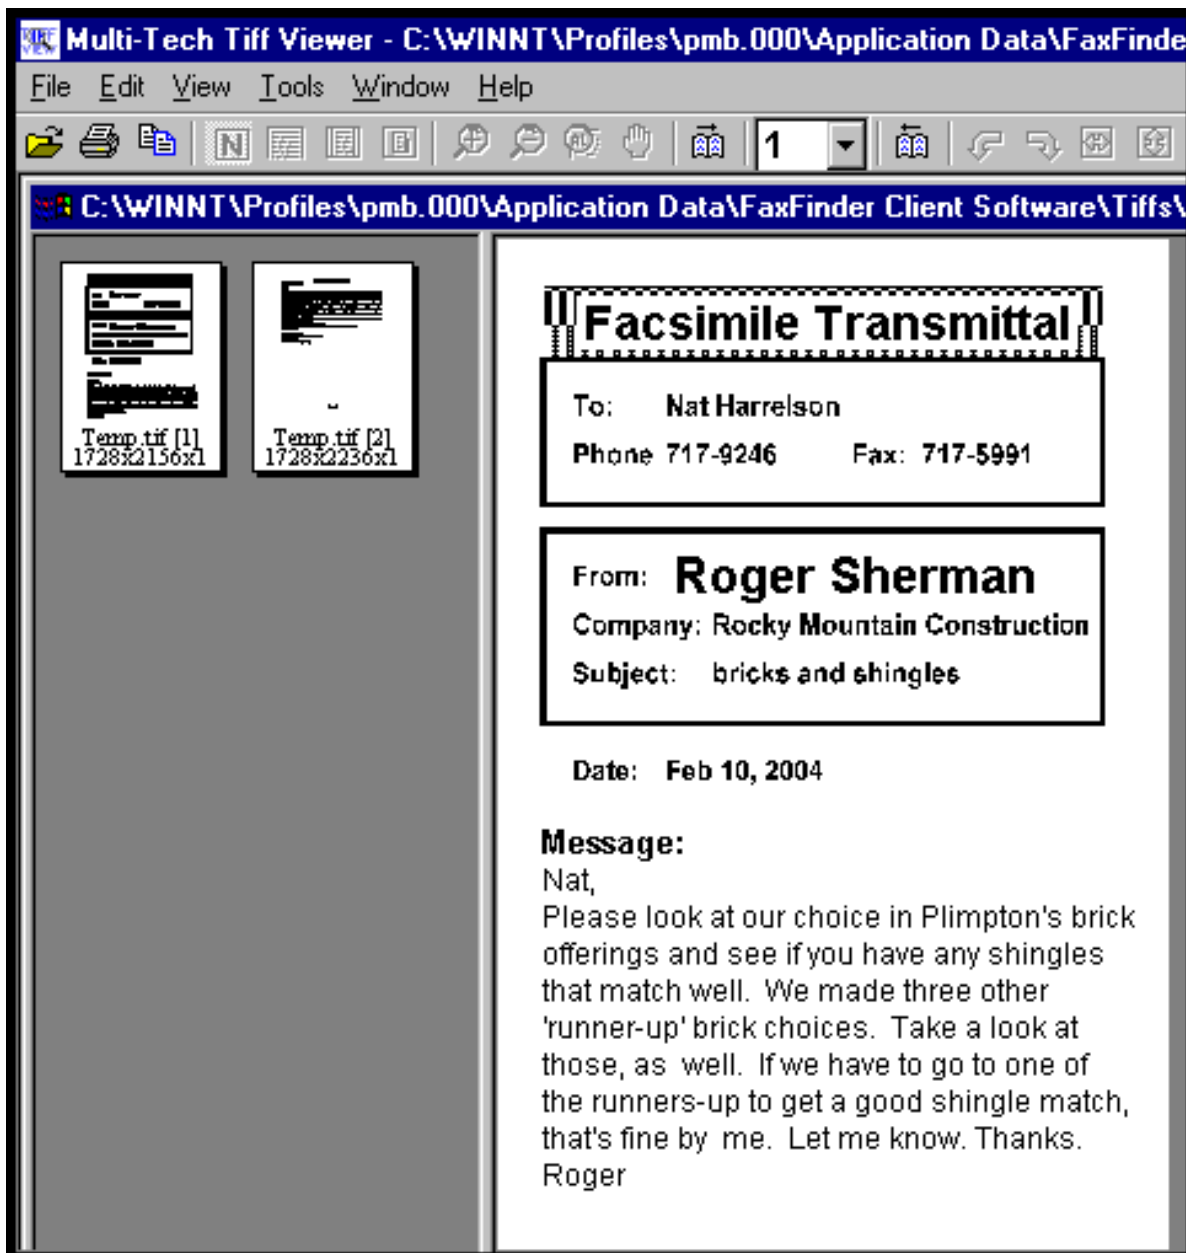 Multi-Tech Tiff Viewer - C:\WINNT\Profiles\pmb.000\Application Data\FaxFinde
File Edit View Tools Window Help
1
C:\WINNT\Profiles\pmb.000\Application Data\FaxFinder Client Software\Tiffs\
Temp.tif [1]
1728x2156x1
Temp.tif [2]
1728x2236x1
Facsimile Transmittal
To: Nat Harrelson
Phone 717-9246 Fax: 717-5991
From: Roger Sherman
Company: Rocky Mountain Construction
Subject: bricks and shingles
Date: Feb 10, 2004
Message:
Nat,
Please look at our choice in Plimpton's brick
offerings and see if you have any shingles
that match well. We made three other
'runner-up' brick choices. Take a look at
those, as well. If we have to go to one of
the runners-up to get a good shingle match,
that's fine by me. Let me know. Thanks.
Roger